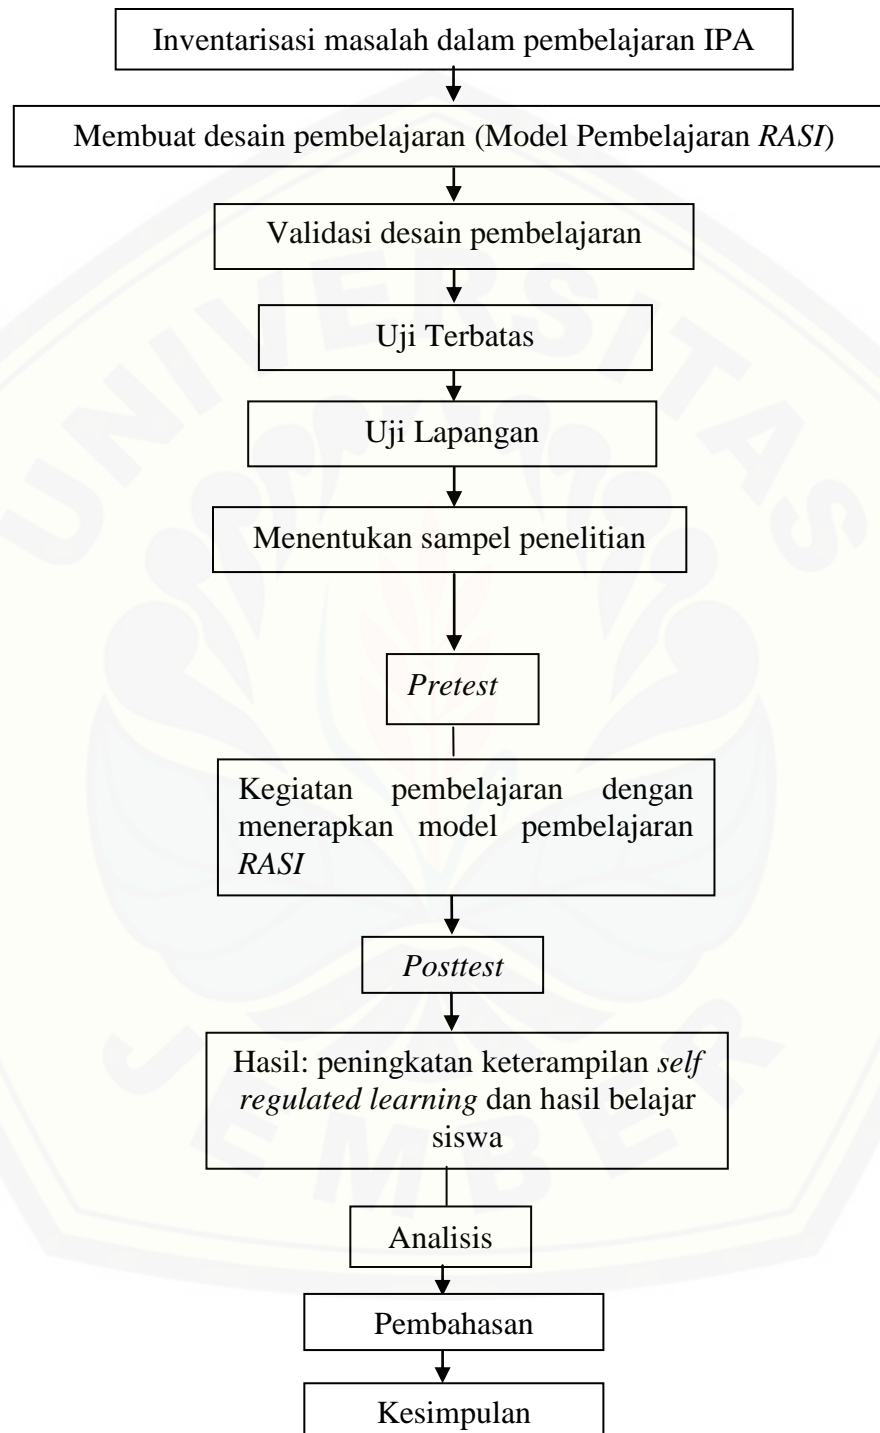 Inventarisasi masalah dalam pembelajaran IPA
Membuat desain pembelajaran (Model Pembelajaran RASI)
Validasi desain pembelajaran
Uji Terbatas
Uji Lapangan
Menentukan sampel penelitian
Pretest
Kegiatan pembelajaran dengan
menerapkan model pembelajaran
RASI
Posttest
Hasil: peningkatan keterampilan self
regulated learning dan hasil belajar
siswa
Analisis
Pembahasan
Kesimpulan
UNIVERSITAS
JEMBER